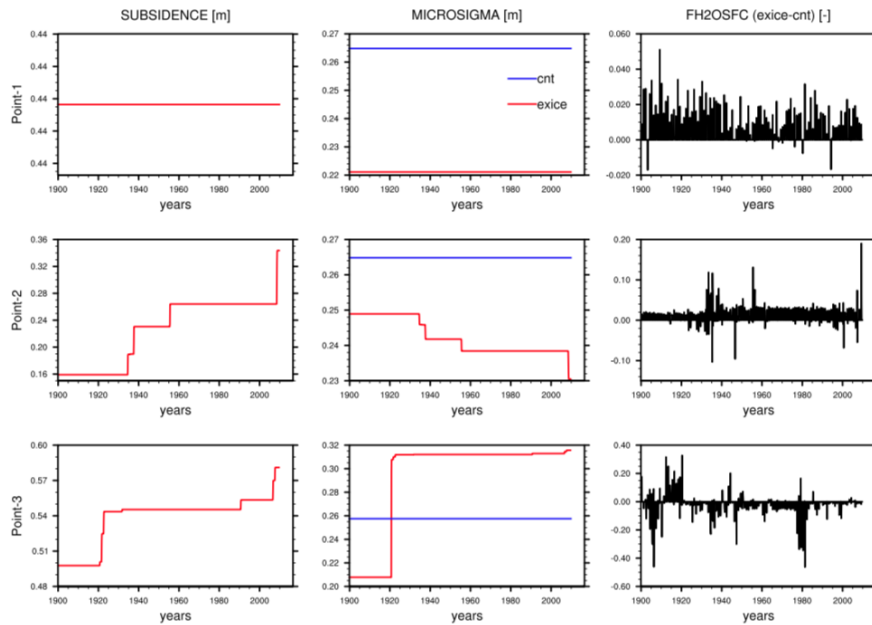 SUBSIDENCE [m] MICROSIGMA [m] FH2OSFC (exice-cnt) [-]
Point-1
0.44 0.27 0.060
0.44 0.26 0.040
0.44 0.25 0.020
0.44 0.24 0.000
0.44 0.23 -0.020
0.22
cnt
exice
1900 1920 1940 1960 1980 2000 1900 1920 1940 1960 1980 2000 1900 1920 1940 1960 1980 2000
years years years
Point-2
0.36 0.27 0.20
0.32 0.26 0.10
0.28 0.25 0.00
0.24 0.24 -0.10
0.20 0.23
0.16
1900 1920 1940 1960 1980 2000 1900 1920 1940 1960 1980 2000 1900 1920 1940 1960 1980 2000
years years years
Point-3
0.60 0.32 0.40
0.57 0.30 0.20
0.54 0.28 0.00
0.51 0.26 -0.20
0.48 0.24 -0.40
0.22 -0.60
0.20
1900 1920 1940 1960 1980 2000 1900 1920 1940 1960 1980 2000 1900 1920 1940 1960 1980 2000
years years years